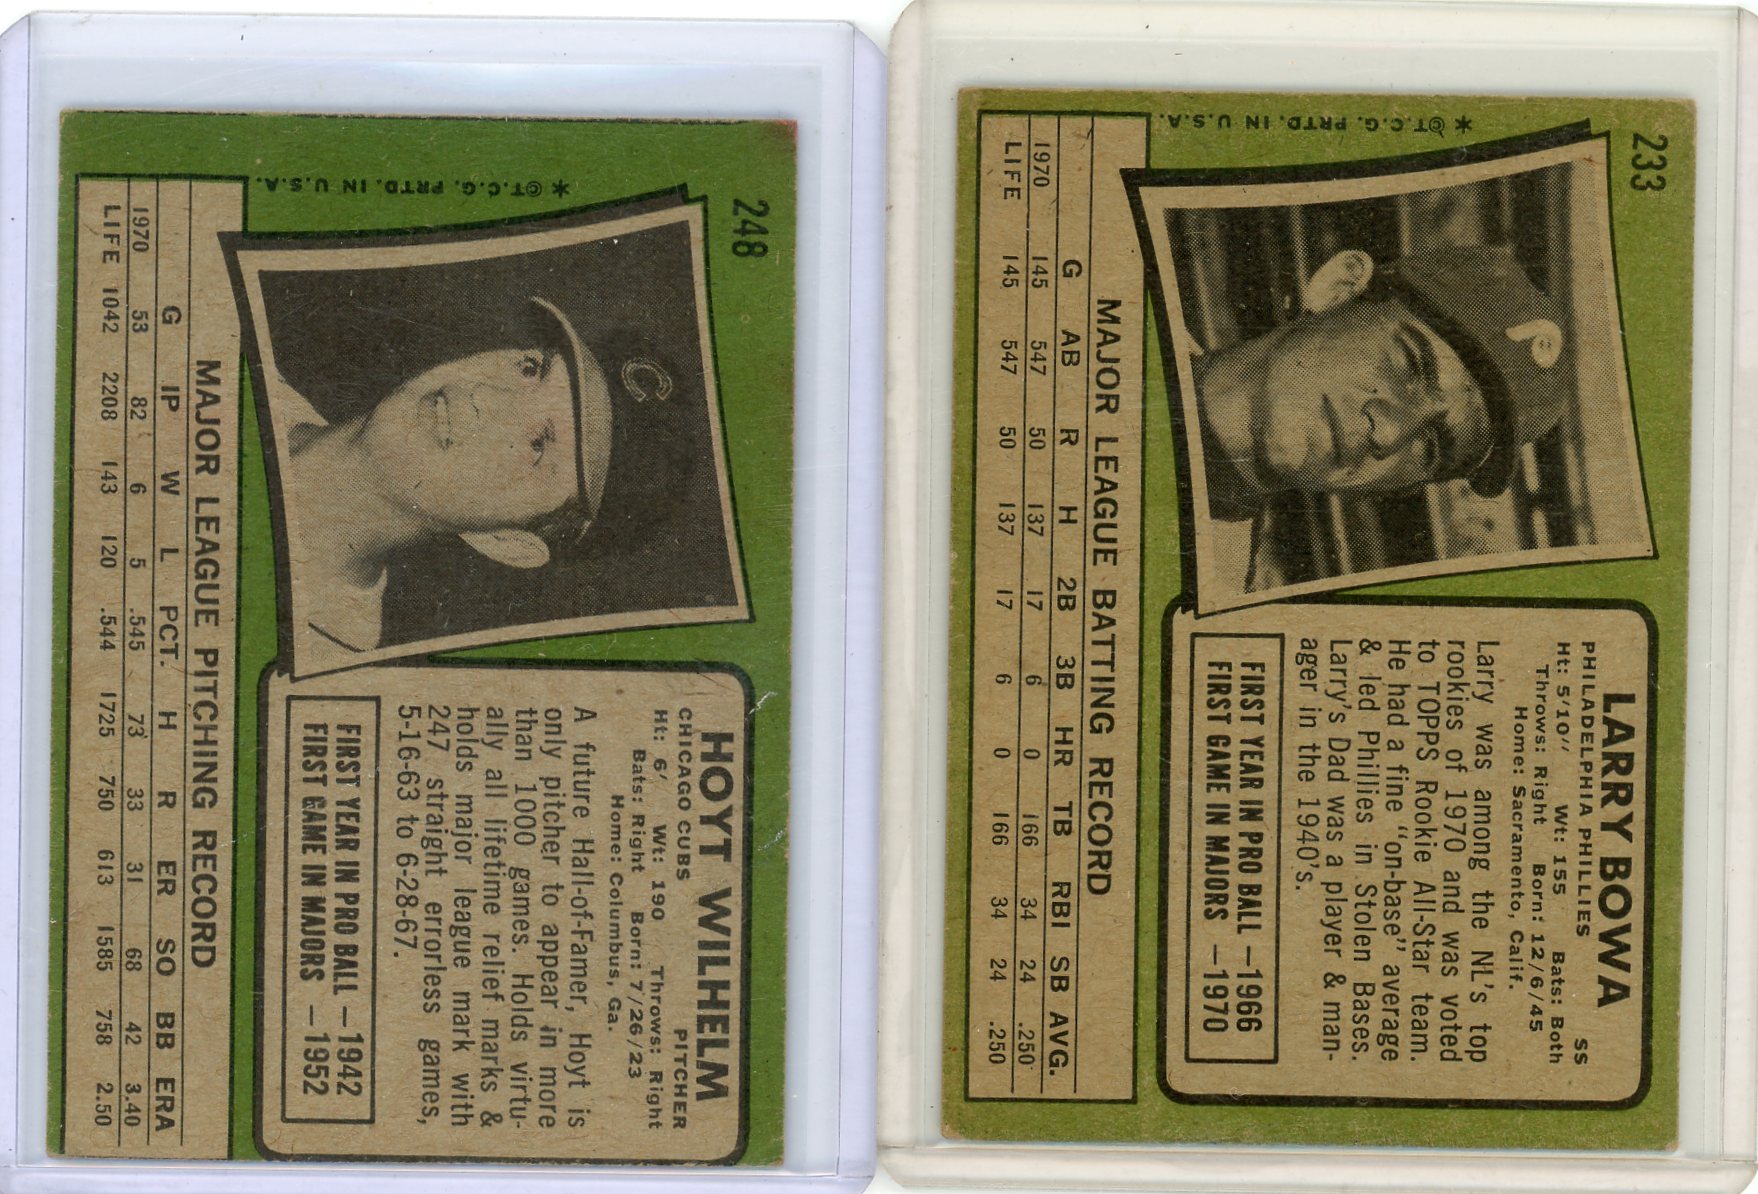 248
HOYT WILHELM
CHICAGO CUBS PITCHER
Ht: 6' Wt: 190 Throws: Right
Bats: Right Born: 7/26/23
Home: Columbus, Ga.
A future Hall-of-Famer, Hoyt is
only pitcher to appear in more
than 1000 games. Holds virtu-
ally all lifetime relief marks &
holds major league mark with
247 straight errorless games,
5-16-63 to 6-28-67.
FIRST YEAR IN PRO BALL —1942
FIRST GAME IN MAJORS —1952
C
*©T.C.G. PRTD. IN U.S.A.
MAJOR LEAGUE PITCHING RECORD
G IP W L PCT. H R ER SO BB ERA
1970 53 82 6 5 .545 73 33 31 68 42 3.40
LIFE 1042 2208 143 120 .544 1725 750 613 1585 758 2.50
233
LARRY BOWA
PHILADELPHIA PHILLIES SS
Ht: 5'10" Wt: 155 Bats: Both
Throws: Right Born: 12/6/45
Home: Sacramento, Calif.
Larry was among the NL's top
rookies of 1970 and was voted
to TOPPS Rookie All-Star team.
He had a fine "on-base" average
& led Phillies in Stolen Bases.
Larry's Dad was a player & man-
ager in the 1940's.
FIRST YEAR IN PRO BALL —1966
FIRST GAME IN MAJORS —1970
P
*©T.C.G. PRTD. IN U.S.A.
MAJOR LEAGUE BATTING RECORD
G AB R H 2B 3B HR TB RBI SB AVG.
1970 145 547 50 137 17 6 0 166 34 24 .250
LIFE 145 547 50 137 17 6 0 166 34 24 .250